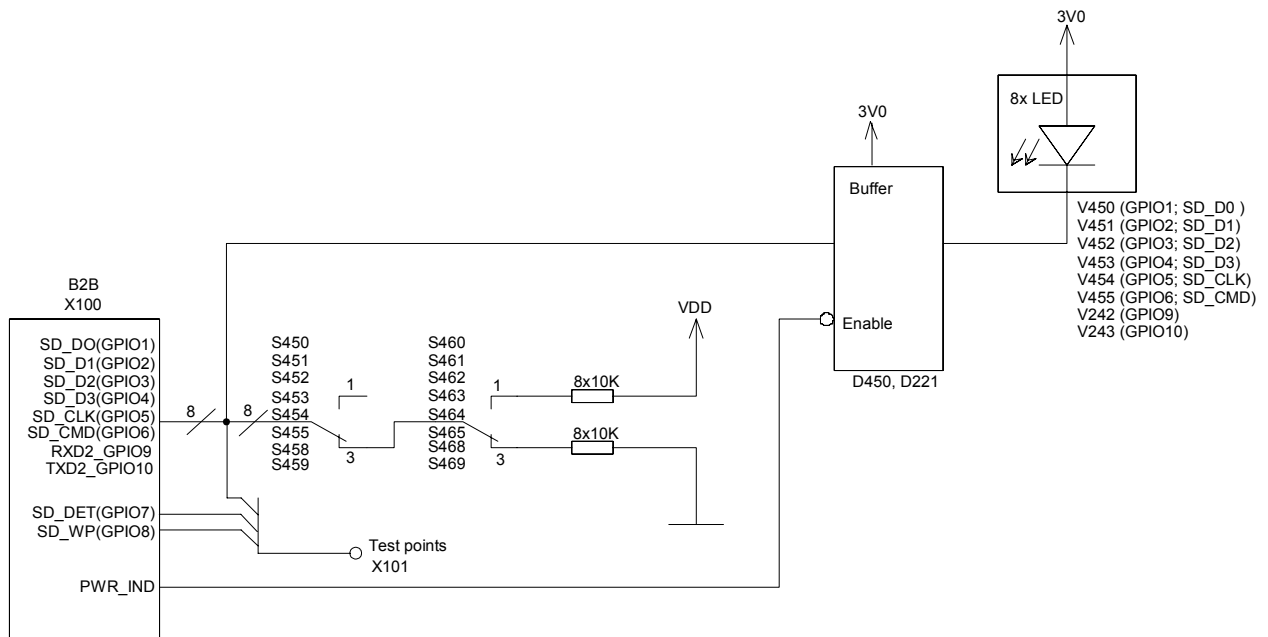 3V0
8x LED
3V0
Buffer
V450 (GPIO1; SD_D0 )
V451 (GPIO2; SD_D1)
V452 (GPIO3; SD_D2)
V453 (GPIO4; SD_D3)
V454 (GPIO5; SD_CLK)
V455 (GPIO6; SD_CMD)
V242 (GPIO9)
V243 (GPIO10)
Enable
D450, D221
B2B
X100
SD_DO(GPIO1)
SD_D1(GPIO2)
SD_D2(GPIO3)
SD_D3(GPIO4)
SD_CLK(GPIO5)
SD_CMD(GPIO6)
RXD2_GPIO9
TXD2_GPIO10
SD_DET(GPIO7)
SD_WP(GPIO8)
PWR_IND
8
8
S450
S451
S452
S453
S454
S455
S458
S459
1
3
S460
S461
S462
S463
S464
S465
S468
S469
1
3
8x10K
8x10K
VDD
Test points
X101